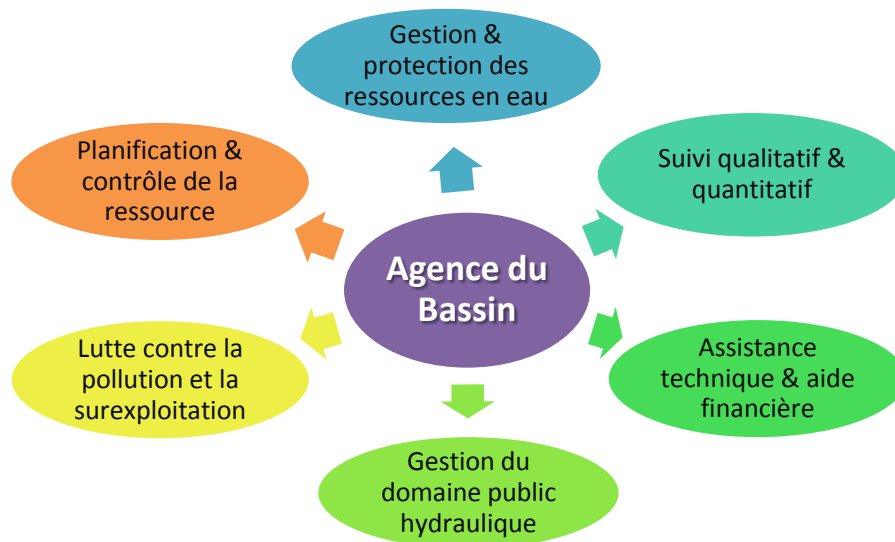 Gestion &
protection des
ressources en eau
Planification &
contrôle de la
ressource
Suivi qualitatif &
quantitatif
Agence du
Bassin
Lutte contre la
pollution et la
surexploitation
Assistance
technique & aide
financière
Gestion du
domaine public
hydraulique